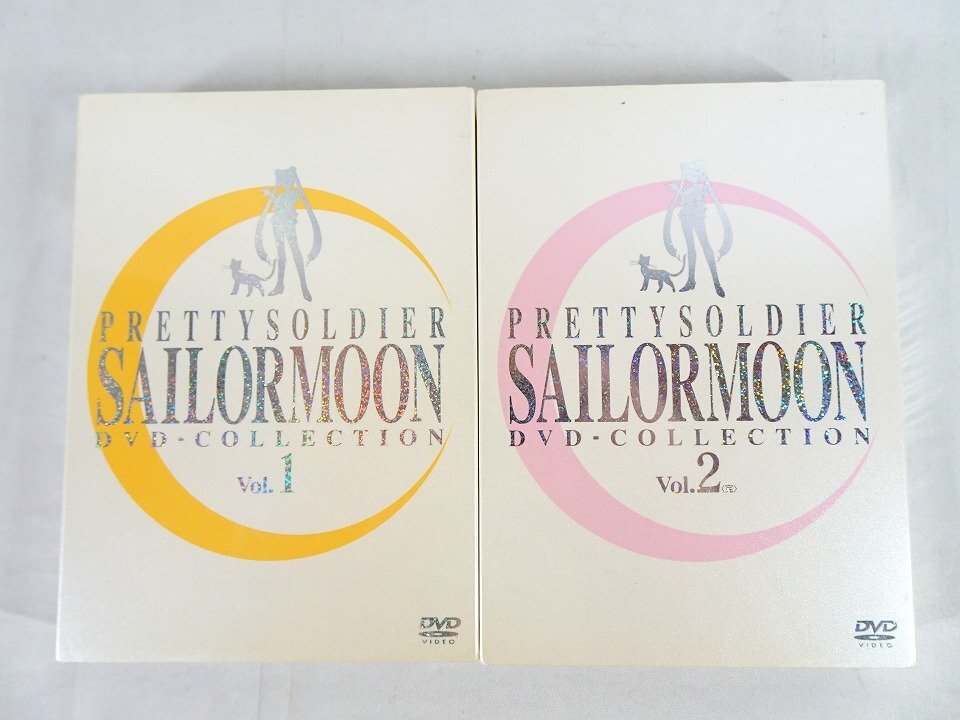 PRETTYSOLDIER
SAILORMOON
DVD-COLLECTION
Vol.1
DVD
VIDEO
PRETTYSOLDIER
SAILORMOON
DVD-COLLECTION
Vol.2
DVD
VIDEO